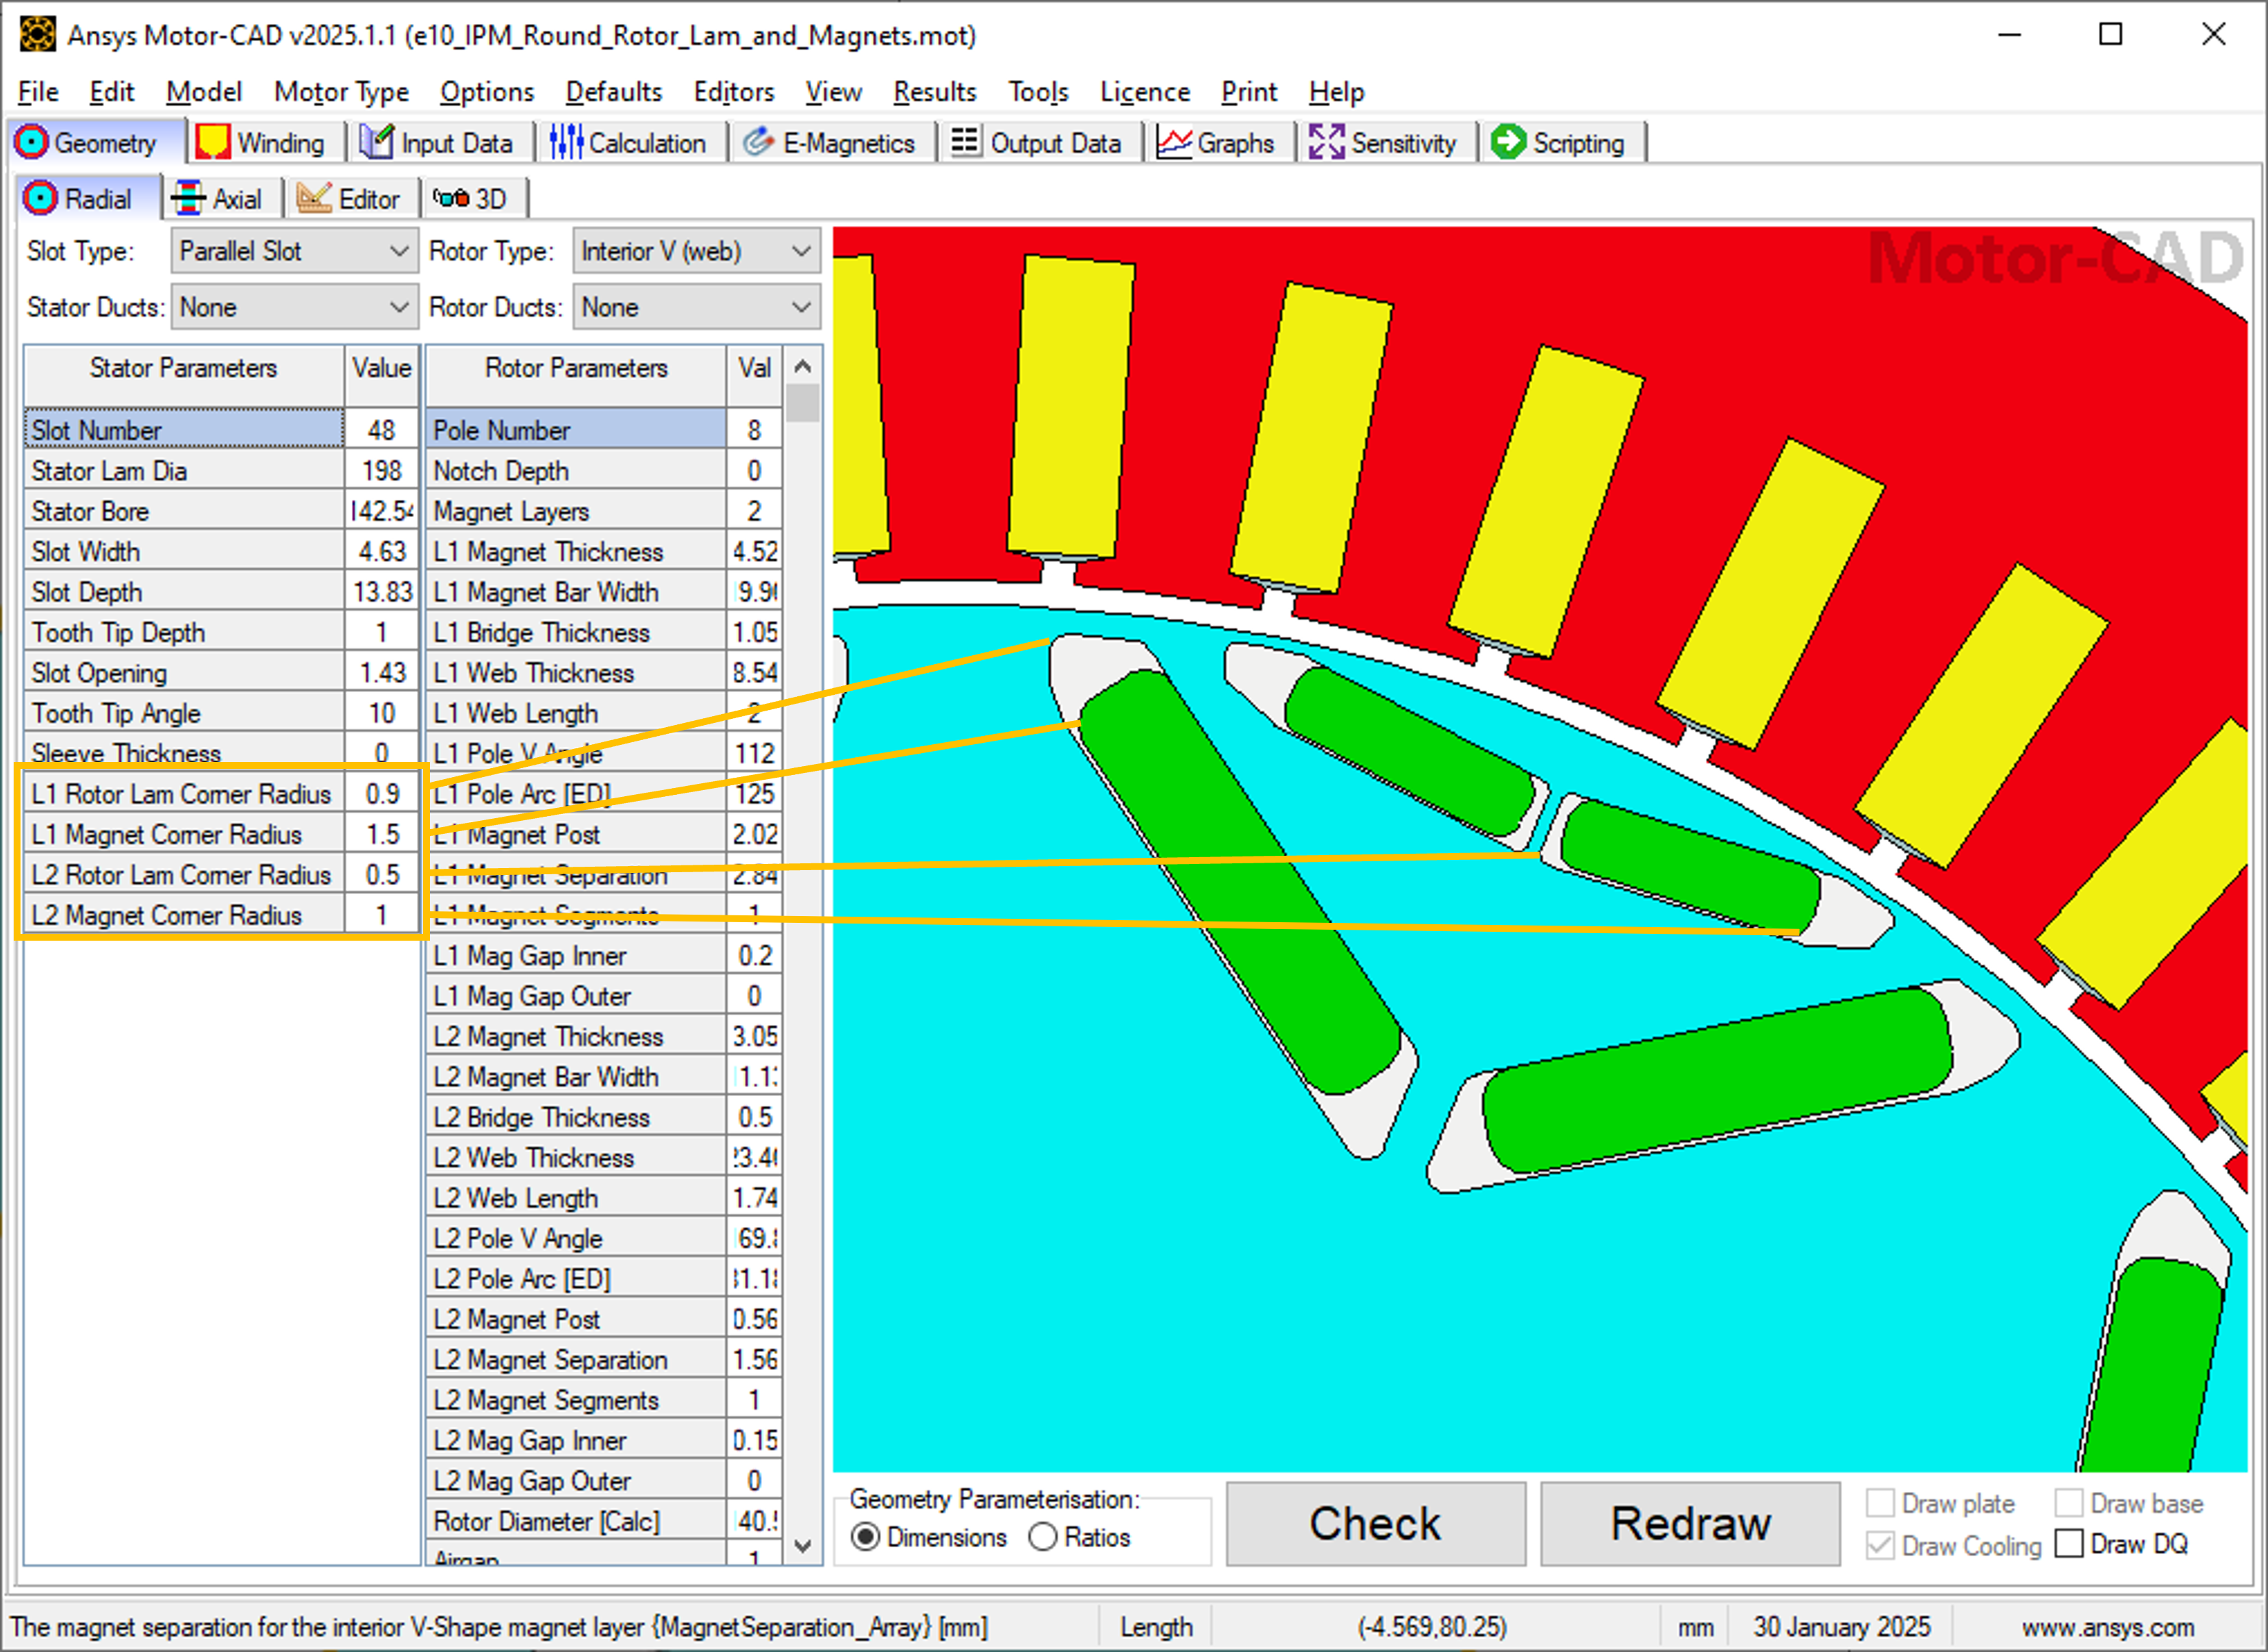 Ansys Motor-CAD v2025.1.1 (e10_IPM_Round_Rotor_Lam_and_Magnets.mot)
File Edit Model Motor Type Options Defaults Editors View Results Tools Licence Print Help
Geometry Winding Input Data Calculation E-Magnetics Output Data Graphs Sensitivity Scripting
Radial Axial Editor 3D
Slot Type: Parallel Slot Rotor Type: Interior V (web)
Stator Ducts: None Rotor Ducts: None
Motor-CAD
Stator Parameters Value
Slot Number 48
Stator Lam Dia 198
Stator Bore 142.54
Slot Width 4.63
Slot Depth 13.83
Tooth Tip Depth 1
Slot Opening 1.43
Tooth Tip Angle 10
Sleeve Thickness 0
L1 Rotor Lam Corner Radius 0.9
L1 Magnet Corner Radius 1.5
L2 Rotor Lam Corner Radius 0.5
L2 Magnet Corner Radius 1
Rotor Parameters Val
Pole Number 8
Notch Depth 0
Magnet Layers 2
L1 Magnet Thickness 4.52
L1 Magnet Bar Width
L1 Bridge Thickness 1.05
L1 Web Thickness 8.54
L1 Web Length 2
L1 Pole V Angle 112
L1 Pole Arc [ED] 125
L1 Magnet Post 2.02
L1 Magnet Separation 2.84
L1 Magnet Segments 1
L1 Mag Gap Inner 0.2
L1 Mag Gap Outer 0
L2 Magnet Thickness 3.05
L2 Magnet Bar Width
L2 Bridge Thickness 0.5
L2 Web Thickness
L2 Web Length 1.74
L2 Pole V Angle
L2 Pole Arc [ED]
L2 Magnet Post 0.56
L2 Magnet Separation 1.56
L2 Magnet Segments 1
L2 Mag Gap Inner 0.15
L2 Mag Gap Outer 0
Rotor Diameter [Calc]
Airgap 1
Geometry Parameterisation:
Dimensions Ratios
Check Redraw
Draw plate Draw base
Draw Cooling Draw DQ
The magnet separation for the interior V-Shape magnet layer {MagnetSeparation_Array} [mm] Length (-4.569,80.25) mm 30 January 2025 www.ansys.com